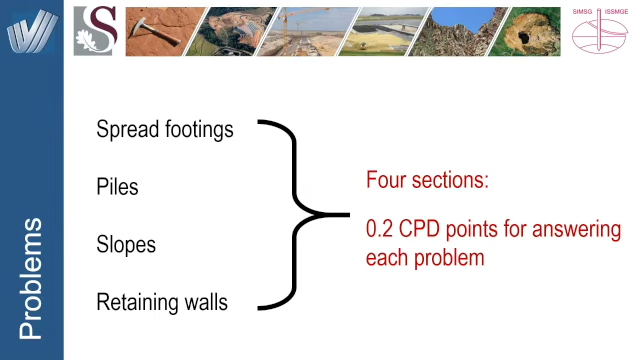 SIMSG ISSMGE
S
Problems
Spread footings
Piles
Slopes
Retaining walls
Four sections:
0.2 CPD points for answering
each problem